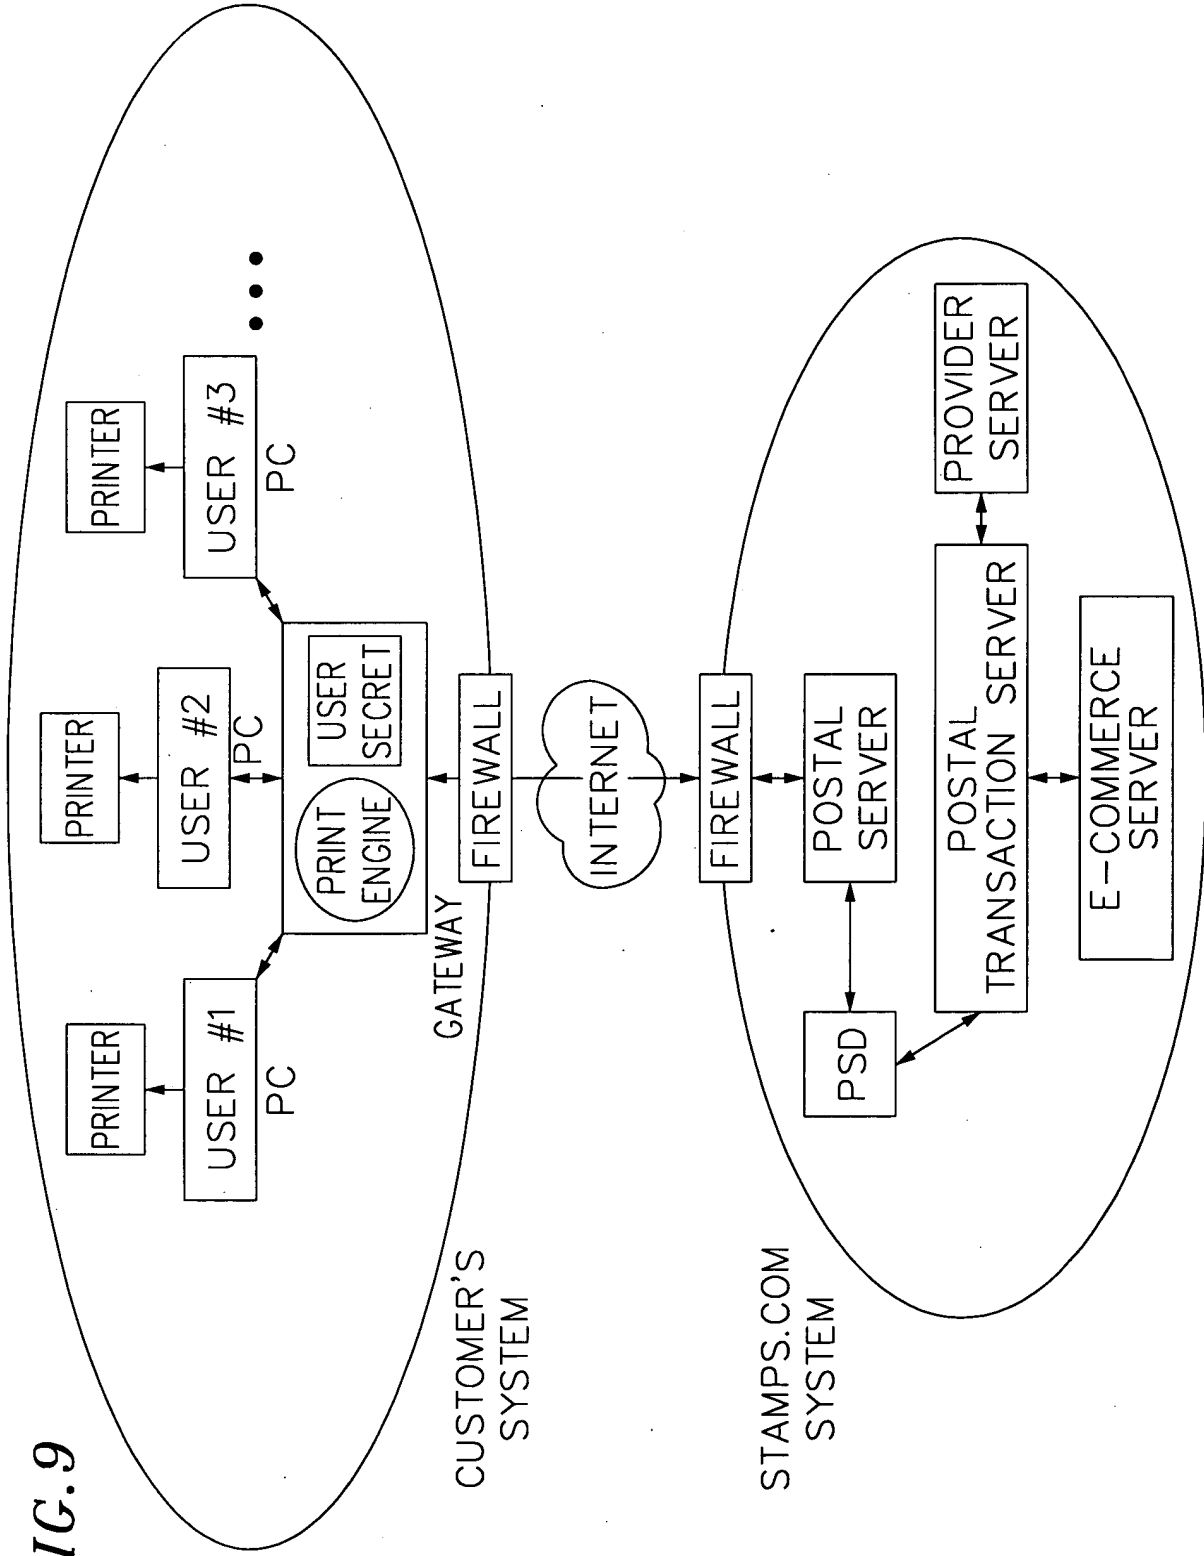 IG.9
PRINTER
PRINTER
PRINTER
USER #1
PC
USER #2
PC
USER #3
PC
PRINT
ENGINE
USER
SECRET
GATEWAY
FIREWALL
CUSTOMER'S
SYSTEM
INTERNET
STAMPS.COM
SYSTEM
FIREWALL
PSD
POSTAL
SERVER
POSTAL
TRANSACTION SERVER
PROVIDER
SERVER
E-COMMERCE
SERVER